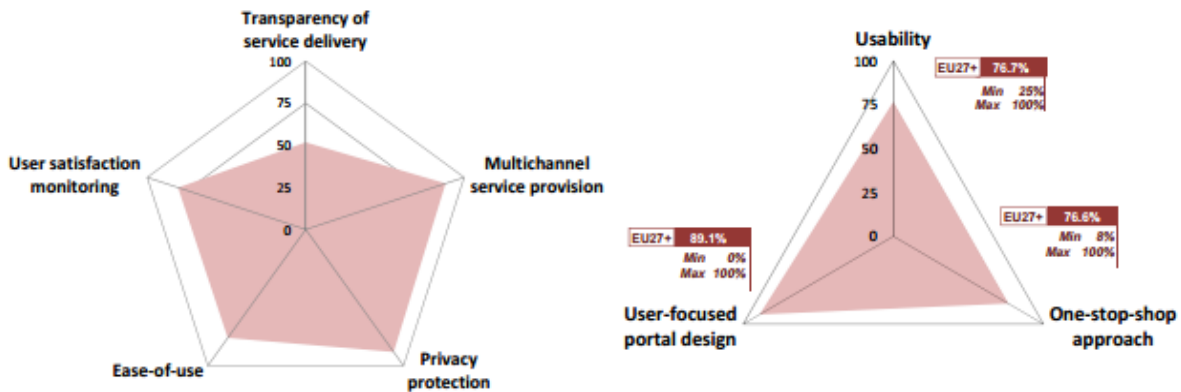 Transparency of
service delivery
100
75
50
25
0
User satisfaction
monitoring
Multichannel
service provision
Ease-of-use
Privacy
protection
Usability
100
75
50
25
0
EU27+ 76.7%
Min 25%
Max 100%
EU27+ 76.6%
Min 8%
Max 100%
EU27+ 89.1%
Min 0%
Max 100%
User-focused
portal design
One-stop-shop
approach